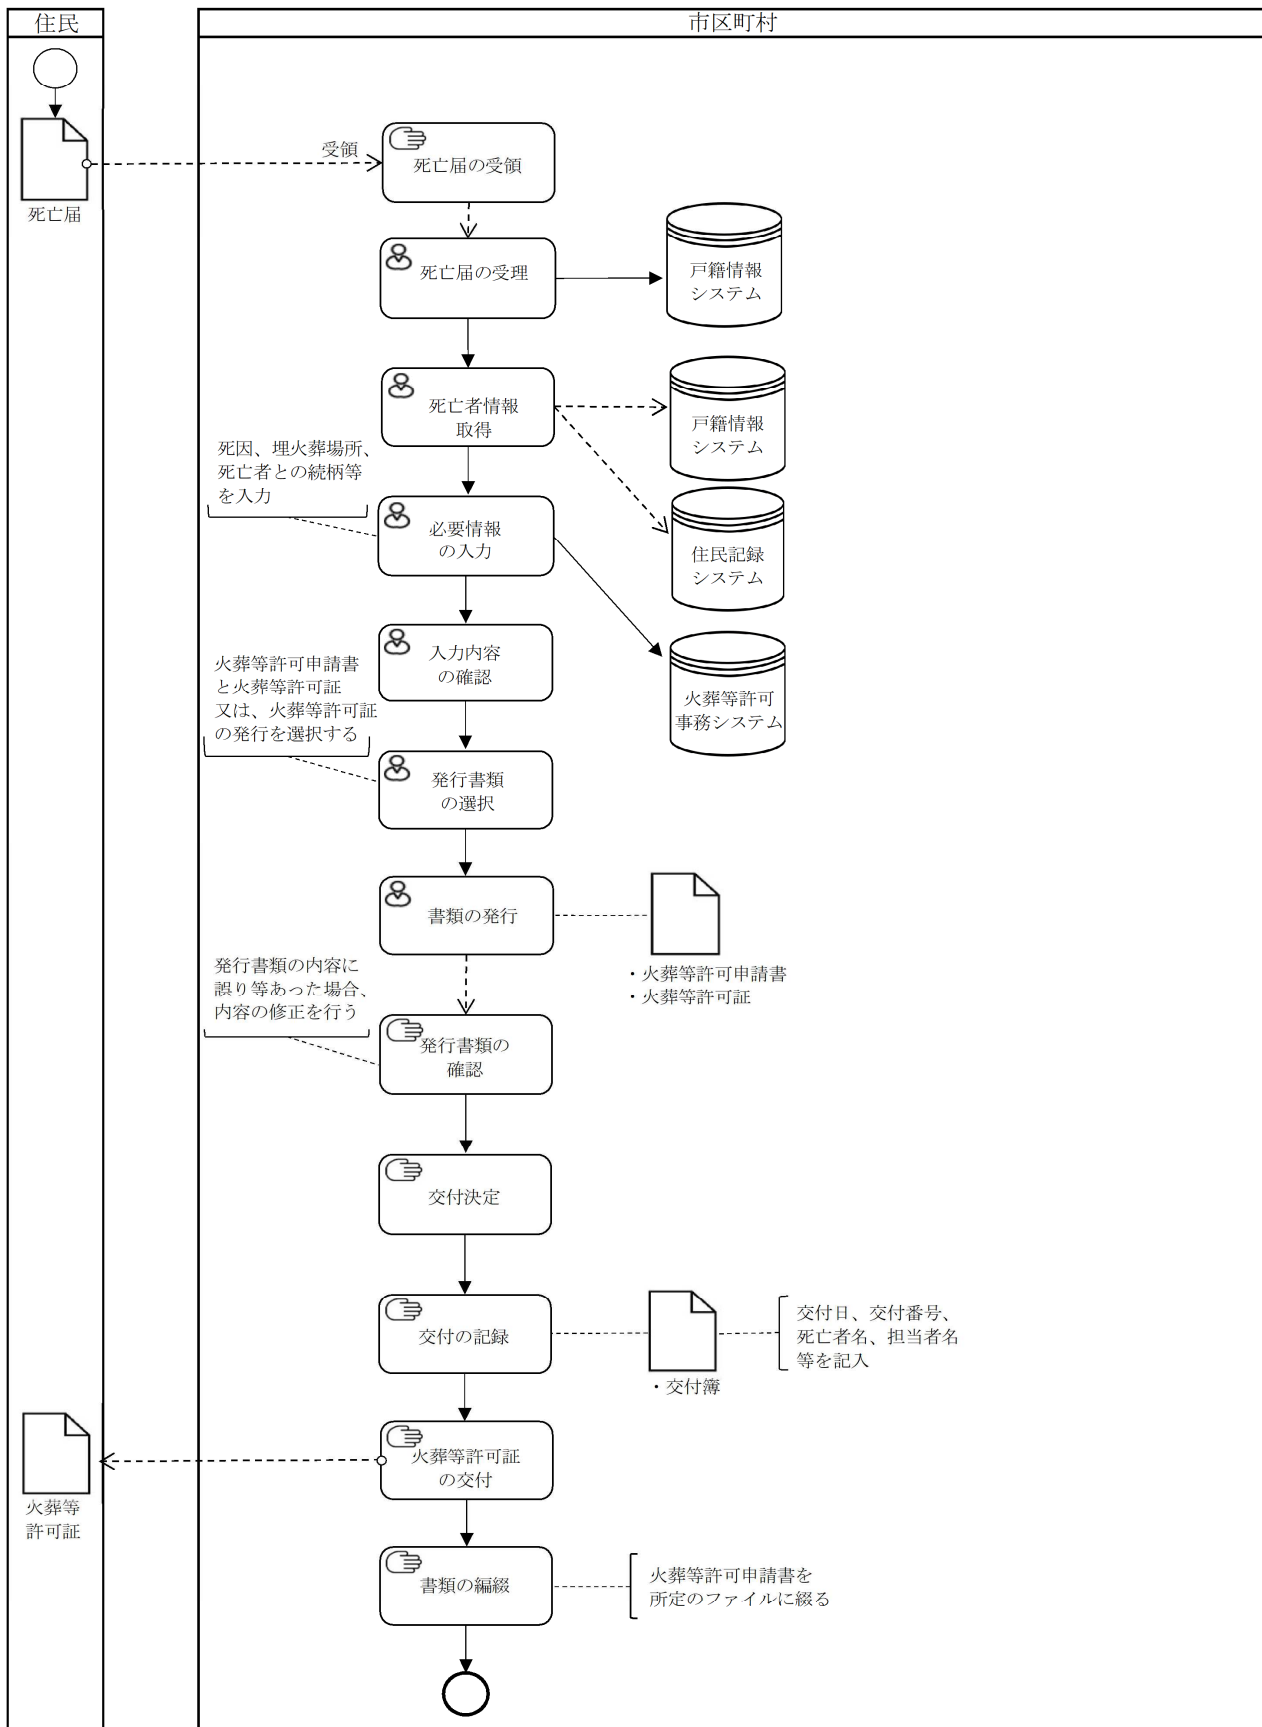 住民
市区町村
受領
死亡届
死亡届の受領
死亡届の受理
戸籍情報
システム
死亡者情報
取得
戸籍情報
システム
死因、埋火葬場所、
死亡者との続柄等
を入力
必要情報
の入力
住民記録
システム
入力内容
の確認
火葬等許可
事務システム
火葬等許可申請書
と火葬等許可証
又は、火葬等許可証
の発行を選択する
発行書類
の選択
書類の発行
・火葬等許可申請書
・火葬等許可証
発行書類の内容に
誤り等あった場合、
内容の修正を行う
発行書類の
確認
交付決定
交付の記録
・交付簿
交付日、交付番号、
死亡者名、担当者名
等を記入
火葬等許可証
の交付
火葬等
許可証
書類の編綴
火葬等許可申請書を
所定のファイルに綴る